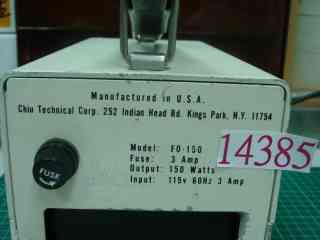 Manufactured in U.S.A.
Chiu Technical Corp. 252 Indian Head Rd. Kings Park, N.Y. 11754
Model: FO-150
Fuse: 3 Amp
Output: 150 Watts
Input: 115v 60Hz 3 Amp
14385
FUSE